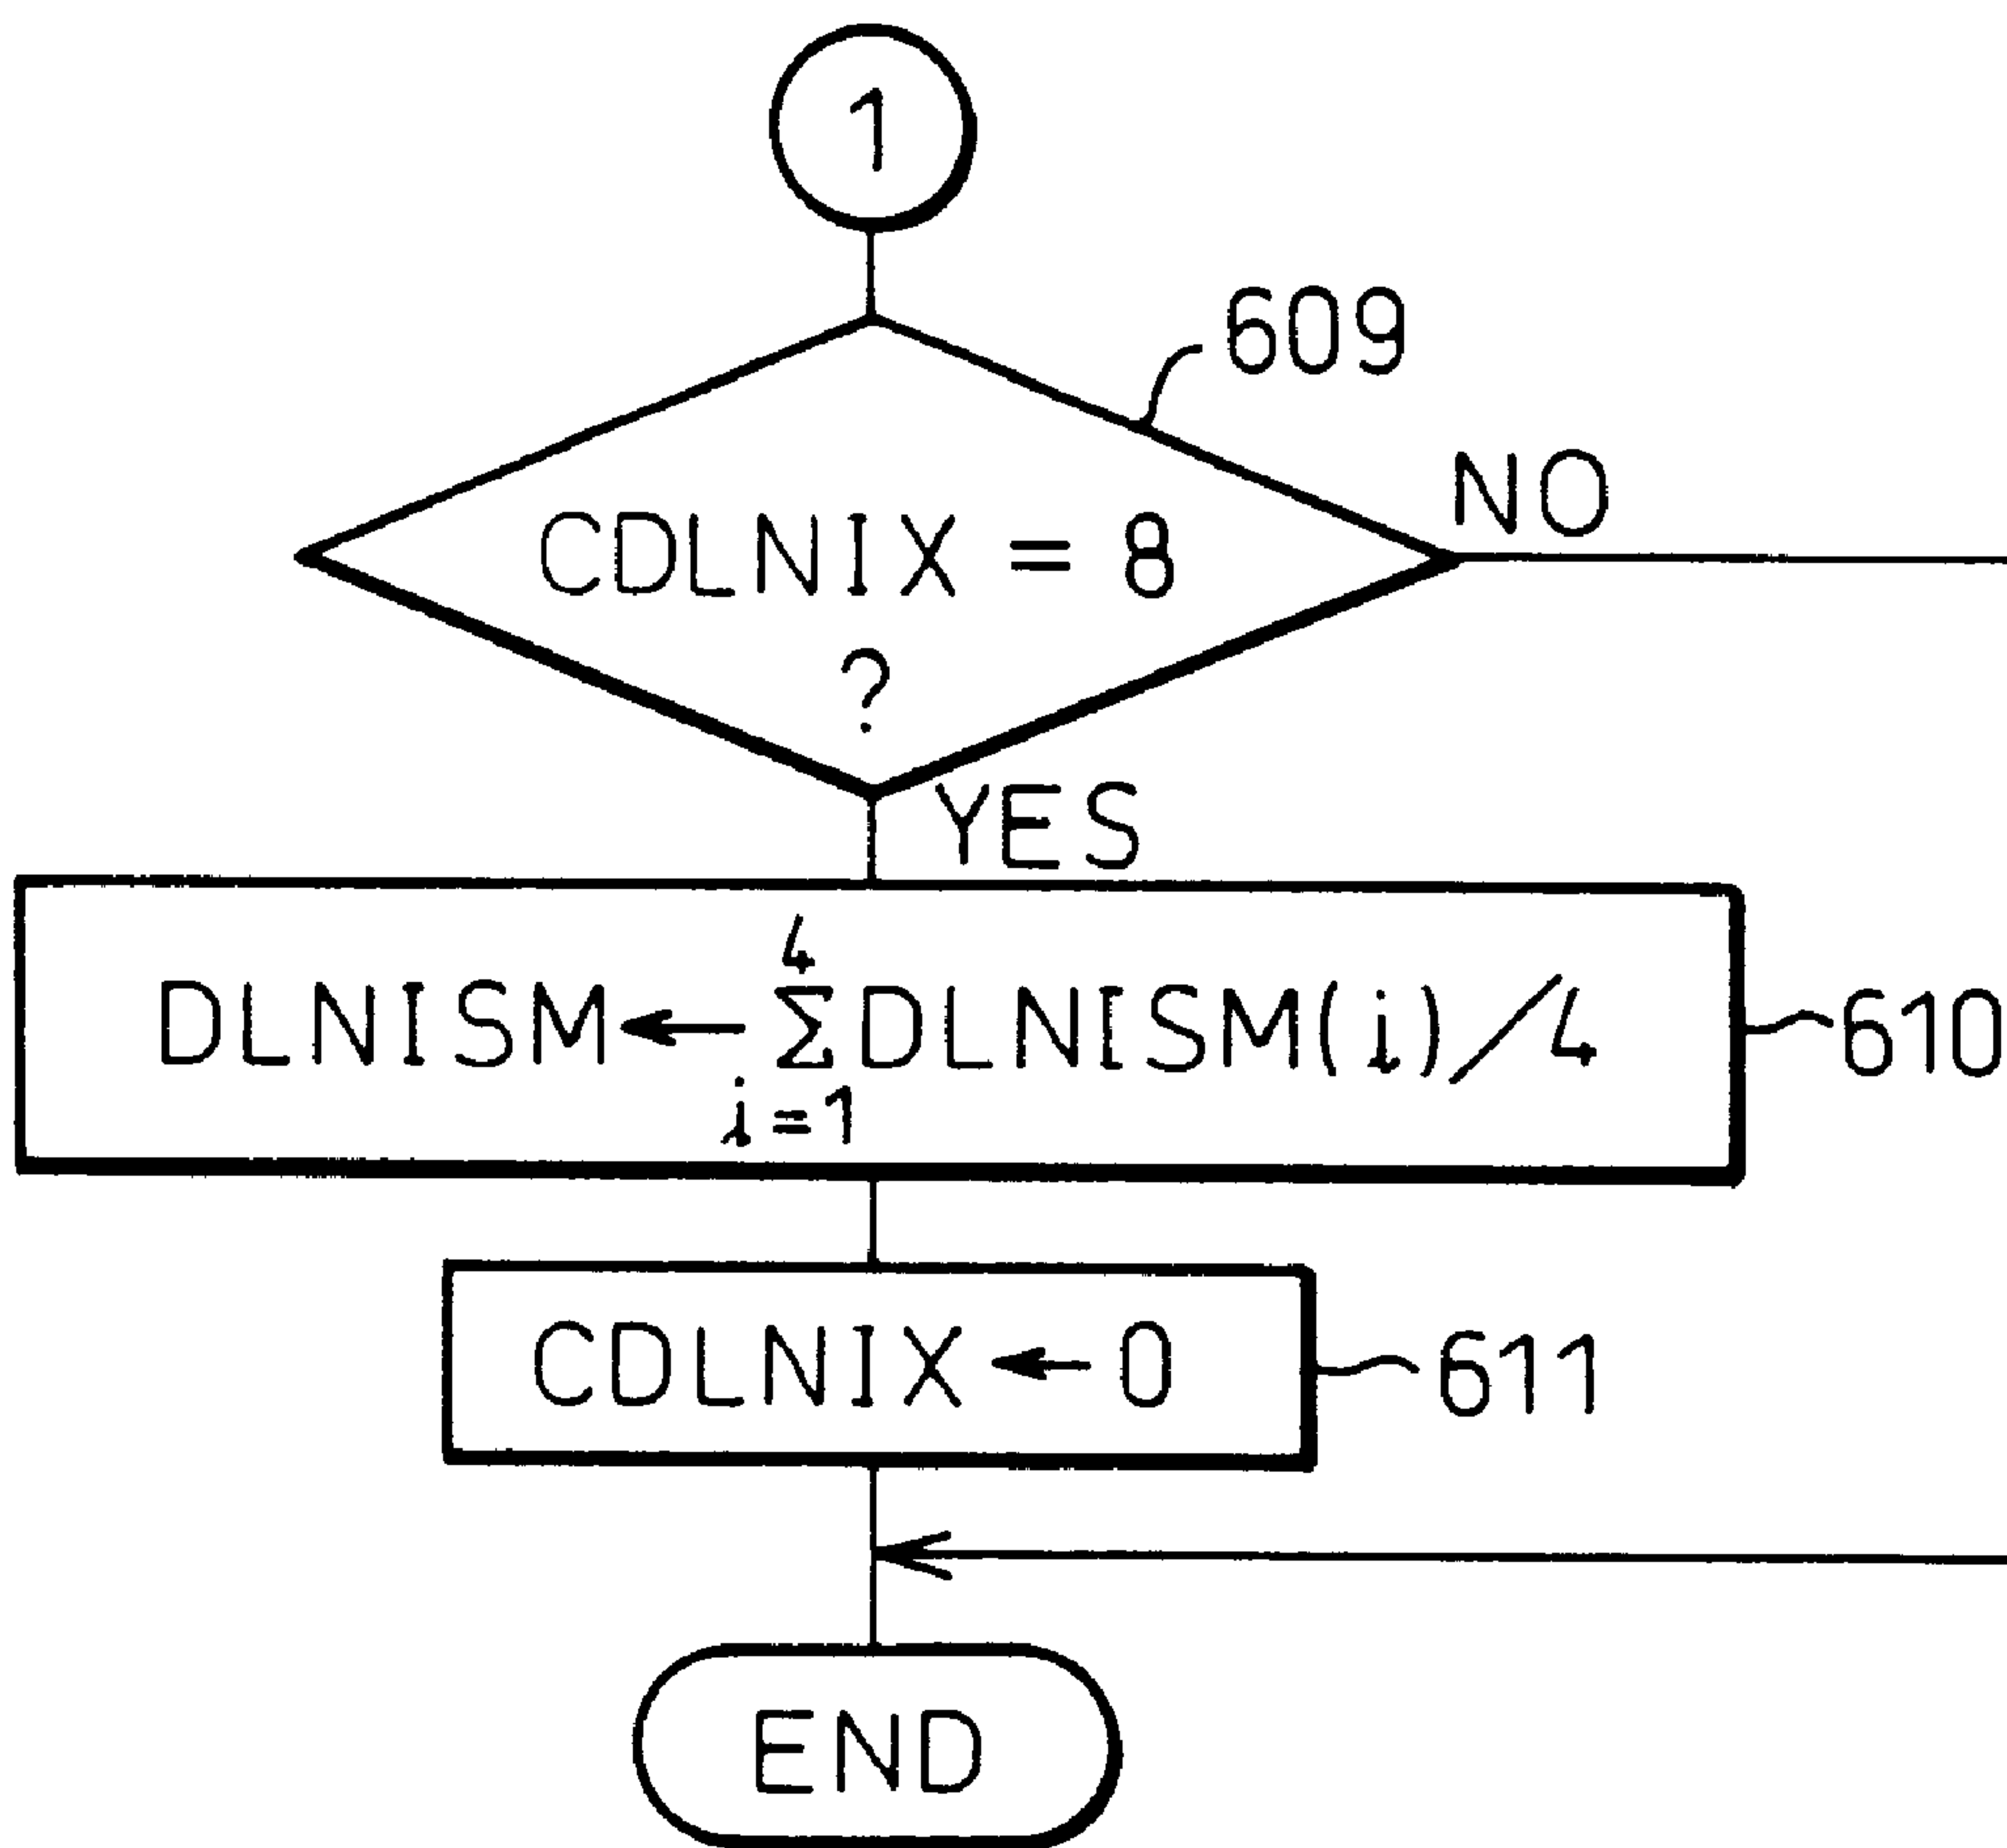 1
609
NO
CDLNIX = 8
?
YES
4
DLNISM ← Σ DLNISM(i)/4
i=1
610
CDLNIX ← 0
611
END